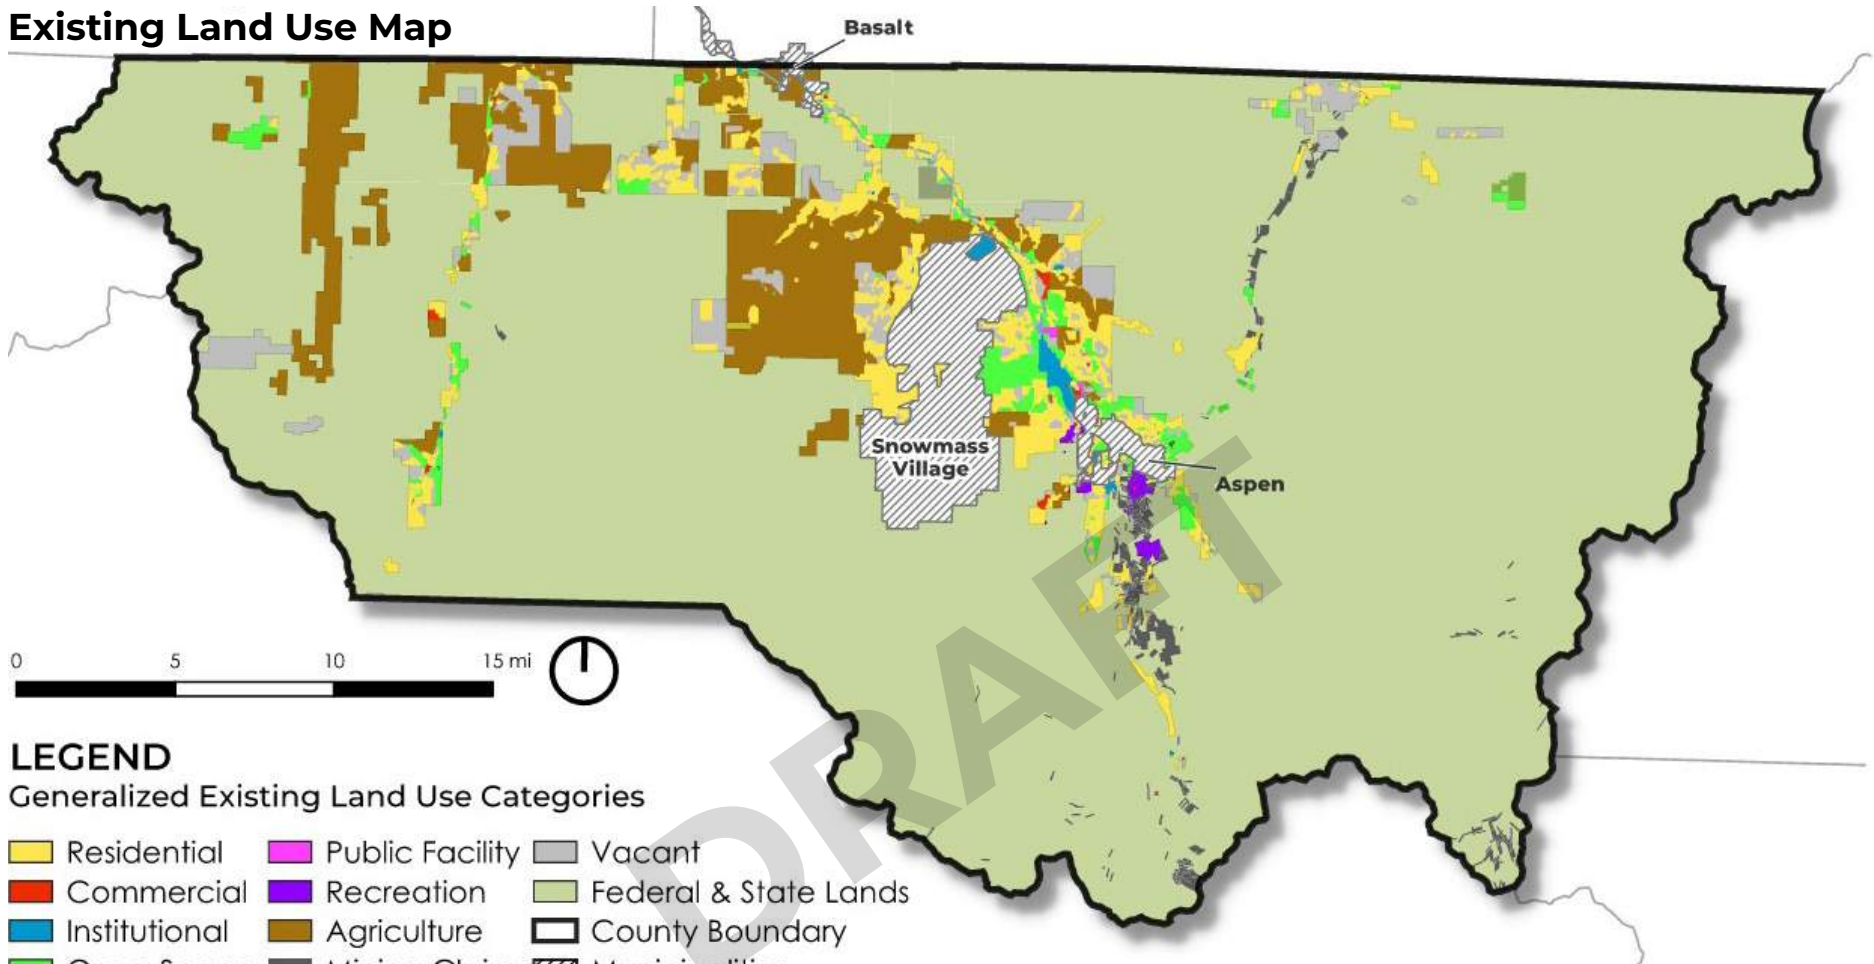 Existing Land Use Map
Basalt
Snowmass
Village
Aspen
0 5 10 15 mi
DRAFT
LEGEND
Generalized Existing Land Use Categories
Residential Public Facility Vacant
Commercial Recreation Federal & State Lands
Institutional Agriculture County Boundary